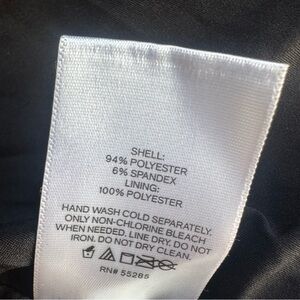 SHELL:
94% POLYESTER
6% SPANDEX
LINING:
100% POLYESTER
HAND WASH COLD SEPARATELY.
ONLY NON-CHLORINE BLEACH
WHEN NEEDED. LINE DRY. DO NOT
IRON. DO NOT DRY CLEAN.
RN# 55285